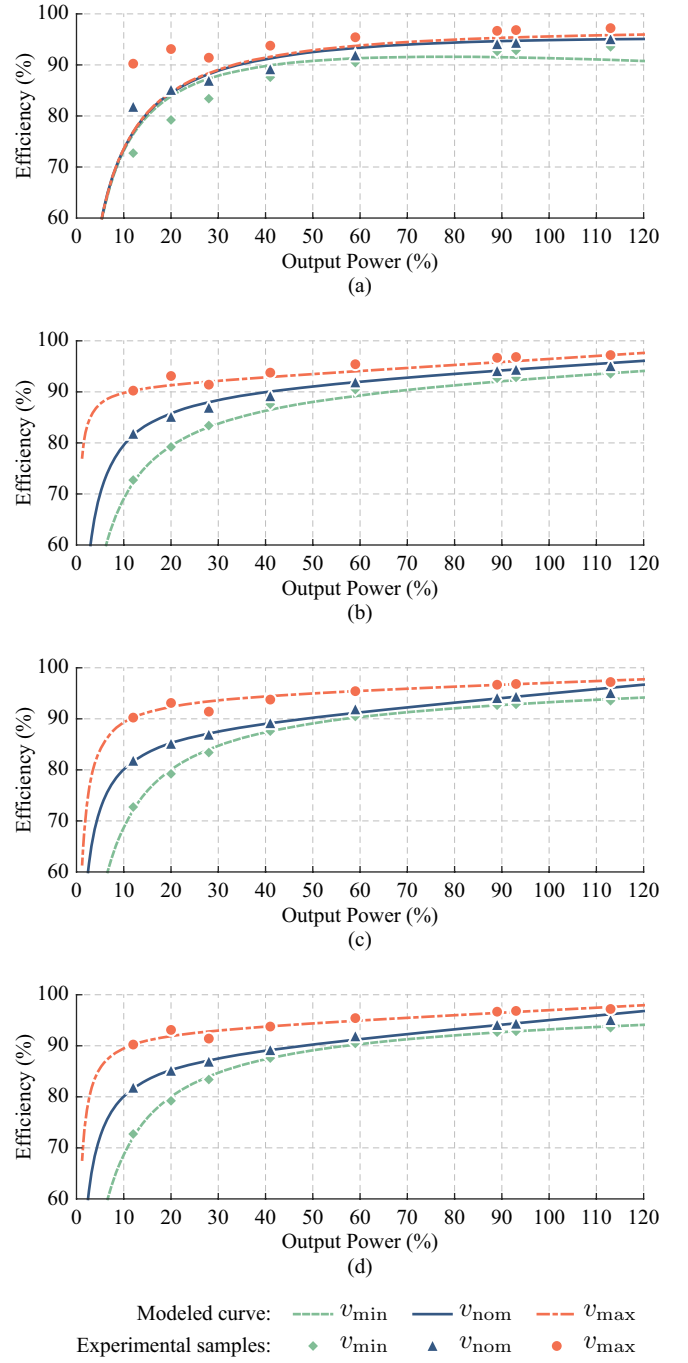 Efficiency (%)
100
90
80
70
60
0 10 20 30 40 50 60 70 80 90 100 110 120
Output Power (%)
(a)
Efficiency (%)
100
90
80
70
60
0 10 20 30 40 50 60 70 80 90 100 110 120
Output Power (%)
(b)
Efficiency (%)
100
90
80
70
60
0 10 20 30 40 50 60 70 80 90 100 110 120
Output Power (%)
(c)
Efficiency (%)
100
90
80
70
60
0 10 20 30 40 50 60 70 80 90 100 110 120
Output Power (%)
(d)
Modeled curve: v_min v_nom v_max
Experimental samples: v_min v_nom v_max